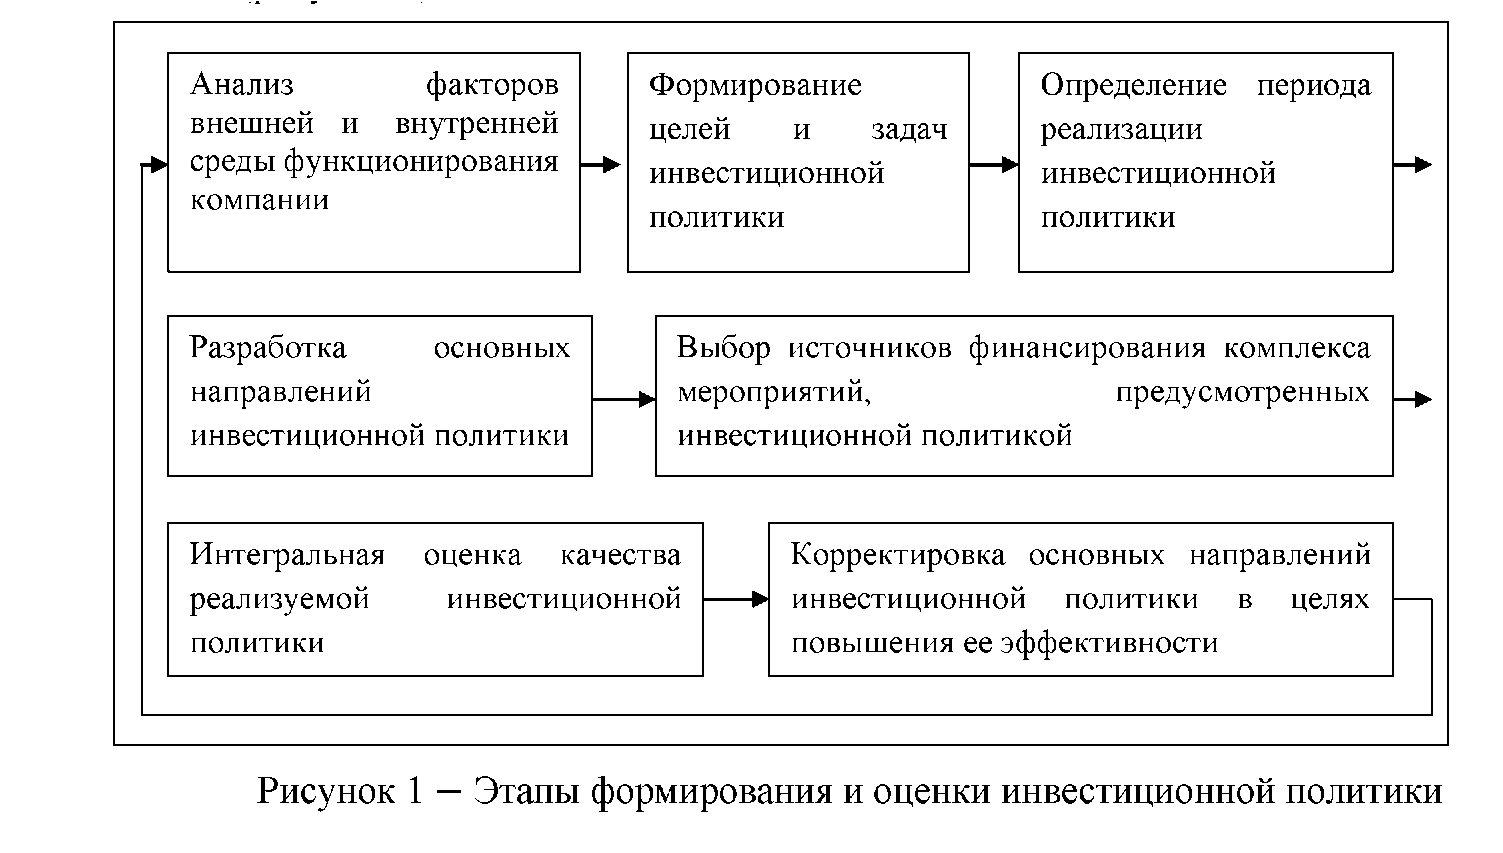 Анализ факторов
внешней и внутренней
среды функционирования
компании
Формирование
целей и задач
инвестиционной
политики
Определение периода
реализации
инвестиционной
политики
Разработка основных
направлений
инвестиционной политики
Выбор источников финансирования комплекса
мероприятий, предусмотренных
инвестиционной политикой
Интегральная оценка качества
реализуемой инвестиционной
политики
Корректировка основных направлений
инвестиционной политики в целях
повышения ее эффективности
Рисунок 1 – Этапы формирования и оценки инвестиционной политики